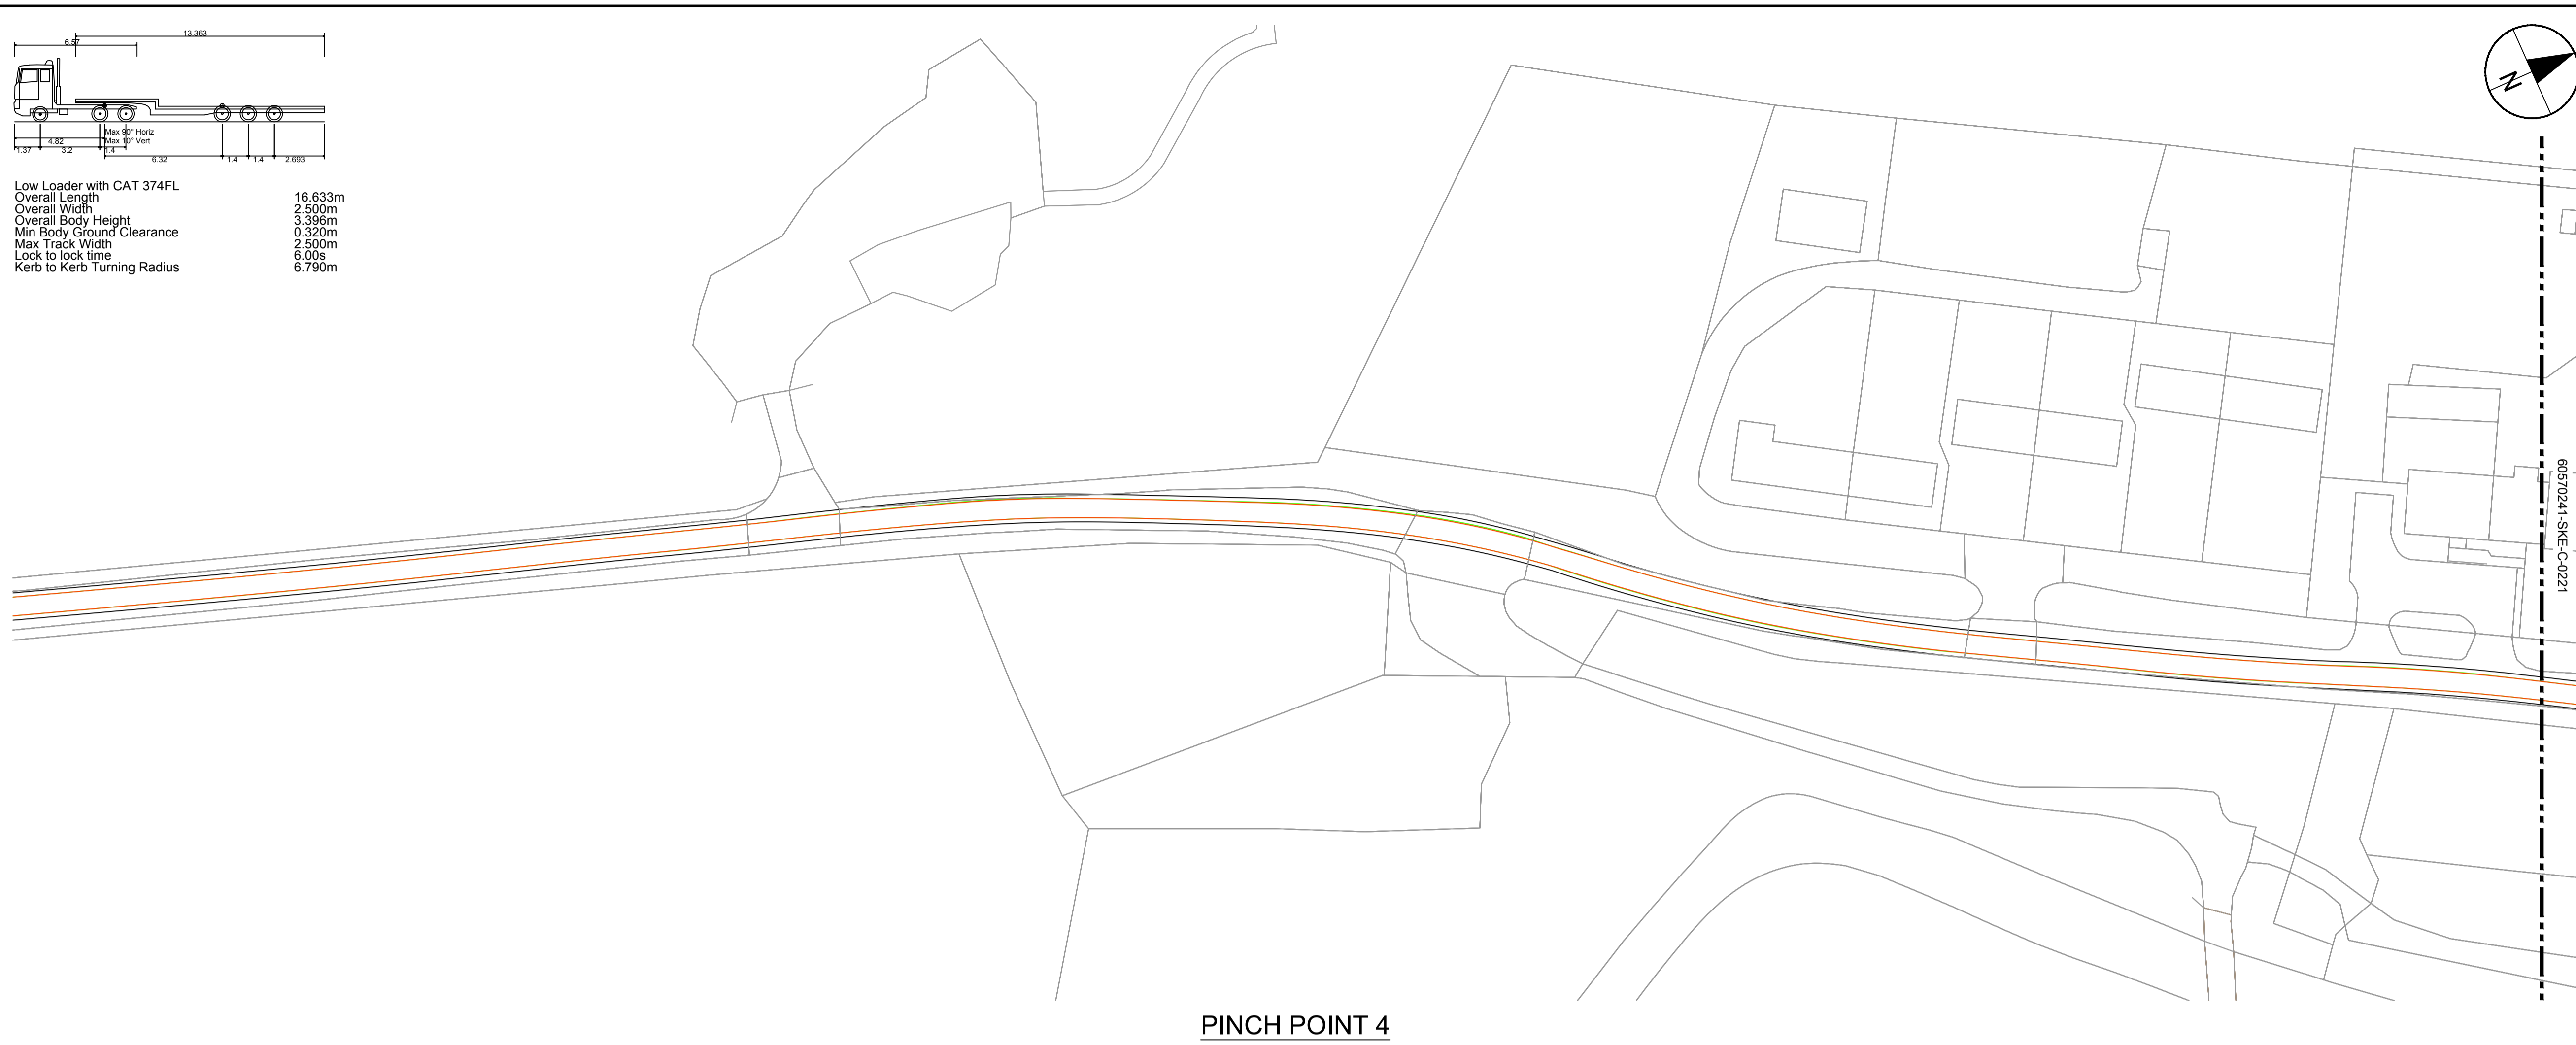 13.363
6.57
Max 90° Horiz
4.82
Max 10° Vert
1.37
3.2
1.4
6.32
1.4
1.4
2.693
Low Loader with CAT 374FL
Overall Length 16.633m
Overall Width 2.500m
Overall Body Height 3.396m
Min Body Ground Clearance 0.320m
Max Track Width 2.500m
Lock to lock time 6.00s
Kerb to Kerb Turning Radius 6.790m
N
60570241-SKE-C-0221
PINCH POINT 4